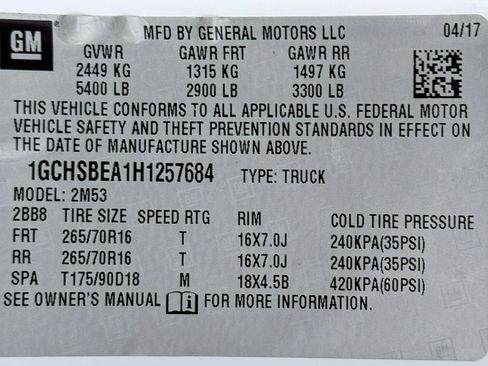 GM
MFD BY GENERAL MOTORS LLC 04/17
GVWR GAWR FRT GAWR RR
2449 KG 1315 KG 1497 KG
5400 LB 2900 LB 3300 LB
THIS VEHICLE CONFORMS TO ALL APPLICABLE U.S. FEDERAL MOTOR
VEHICLE SAFETY AND THEFT PREVENTION STANDARDS IN EFFECT ON
THE DATE OF MANUFACTURE SHOWN ABOVE.
1GCHSBEA1H1257684 TYPE: TRUCK
MODEL: 2M53
2BB8 TIRE SIZE SPEED RTG RIM COLD TIRE PRESSURE
FRT 265/70R16 T 16X7.0J 240KPA(35PSI)
RR 265/70R16 T 16X7.0J 240KPA(35PSI)
SPA T175/90D18 M 18X4.5B 420KPA(60PSI)
SEE OWNER'S MANUAL i FOR MORE INFORMATION.